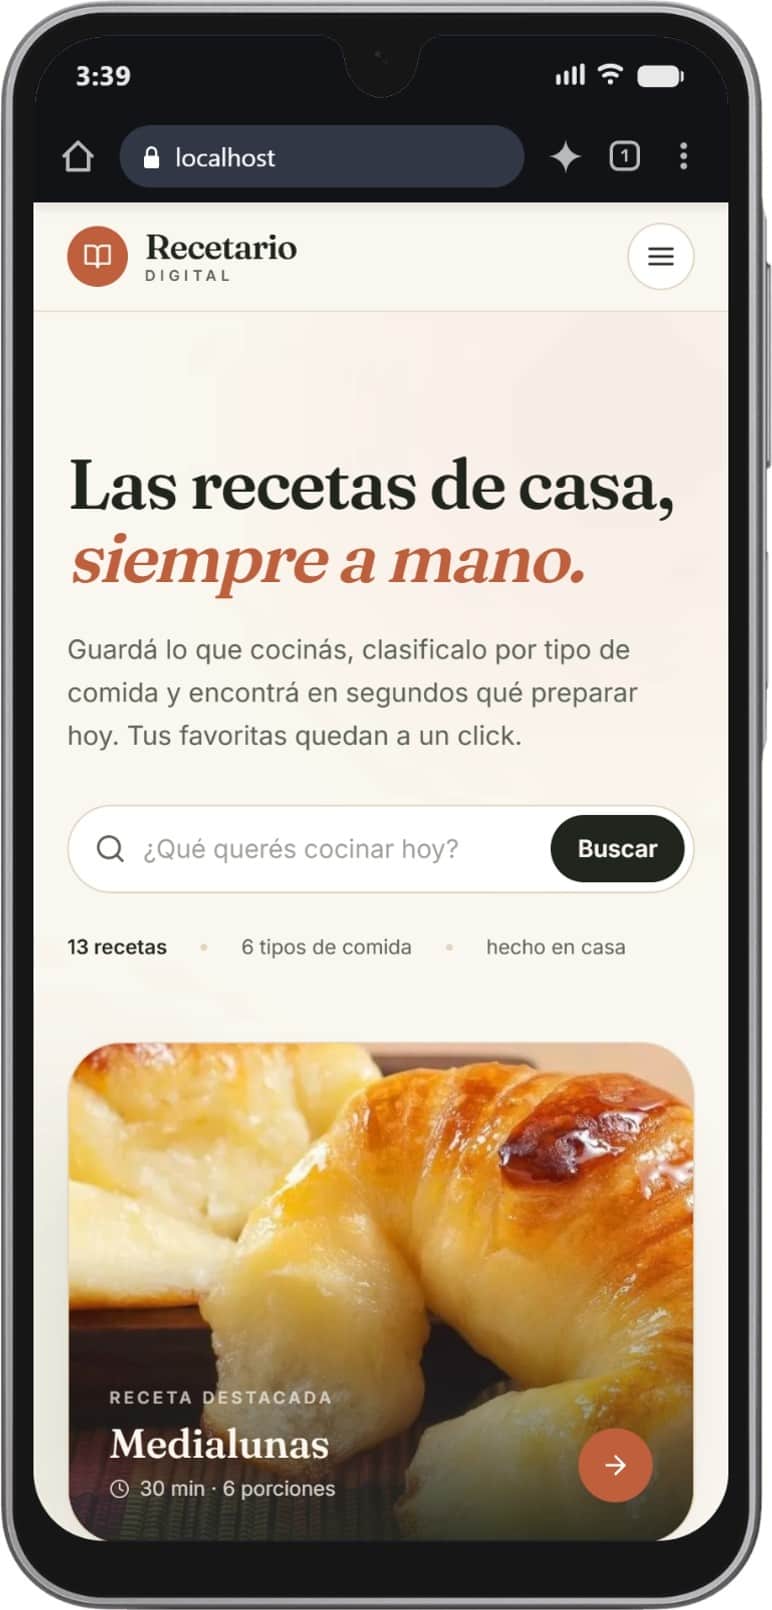 3:39
localhost
1
Recetario
DIGITAL
Las recetas de casa,
siempre a mano.
Guardá lo que cocinás, clasificalo por tipo de
comida y encontrá en segundos qué preparar
hoy. Tus favoritas quedan a un click.
¿Qué querés cocinar hoy?
Buscar
13 recetas • 6 tipos de comida • hecho en casa
RECETA DESTACADA
Medialunas
30 min · 6 porciones